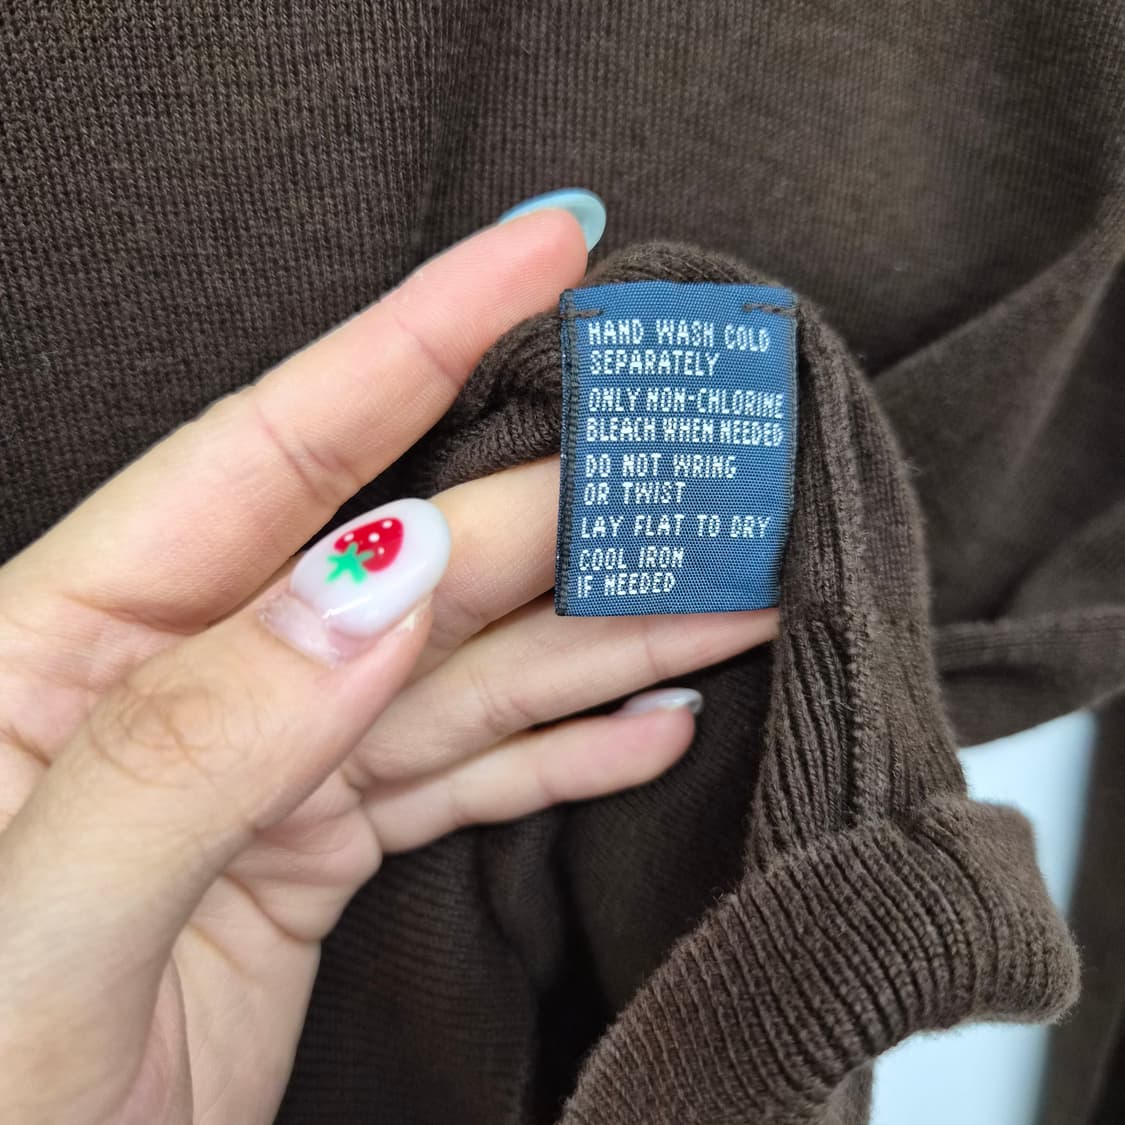 HAND WASH COLD
SEPARATELY
ONLY NON-CHLORINE
BLEACH WHEN NEEDED
DO NOT WRING
OR TWIST
LAY FLAT TO DRY
COOL IRON
IF NEEDED